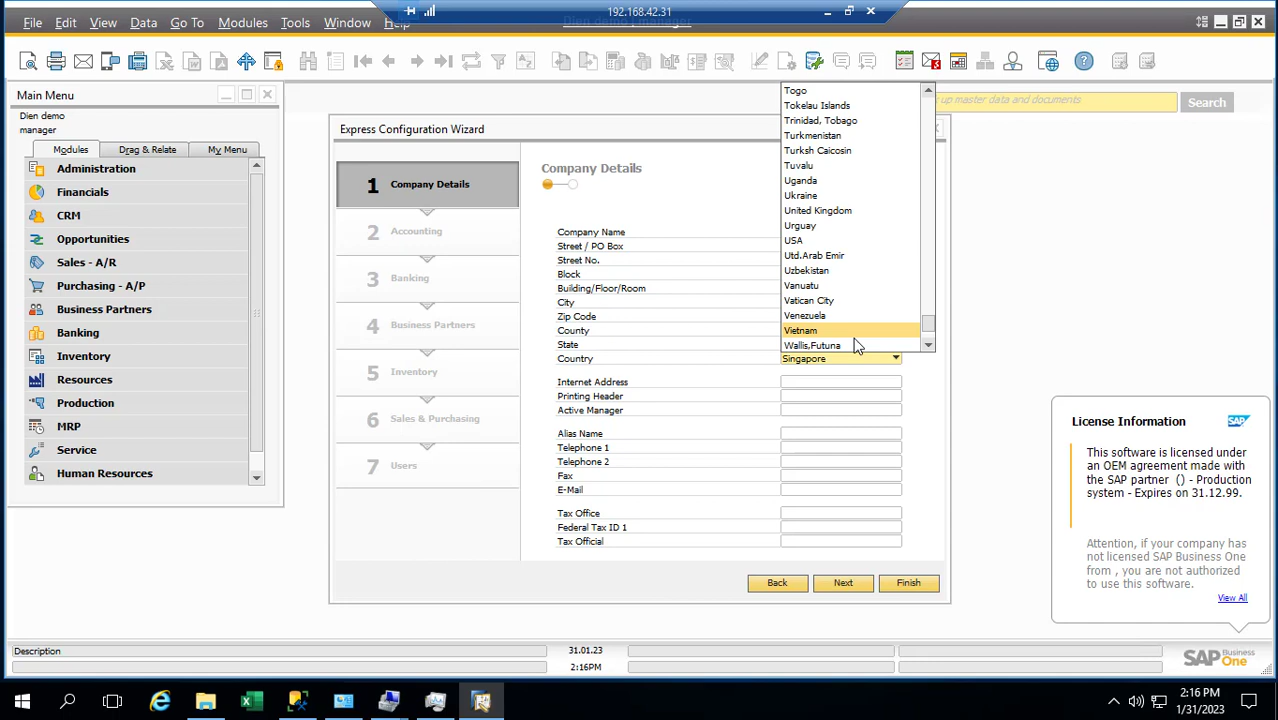 192.168.42.31
File Edit View Data Go To Modules Tools Window Help
Dien demo | manager
Main Menu
Dien demo
manager
Modules Drag & Relate My Menu
Administration
Financials
CRM
Opportunities
Sales - A/R
Purchasing - A/P
Business Partners
Banking
Inventory
Resources
Production
MRP
Service
Human Resources
up master data and documents
Search
Express Configuration Wizard
1 Company Details
2 Accounting
3 Banking
4 Business Partners
5 Inventory
6 Sales & Purchasing
7 Users
Company Details
Company Name
Street / PO Box
Street No.
Block
Building/Floor/Room
City
Zip Code
County
State
Country
Singapore
Togo
Tokelau Islands
Trinidad, Tobago
Turkmenistan
Turksh Caicosin
Tuvalu
Uganda
Ukraine
United Kingdom
Urguay
USA
Utd.Arab Emir
Uzbekistan
Vanuatu
Vatican City
Venezuela
Vietnam
Wallis,Futuna
Internet Address
Printing Header
Active Manager
Alias Name
Telephone 1
Telephone 2
Fax
E-Mail
Tax Office
Federal Tax ID 1
Tax Official
Back Next Finish
License Information
SAP
This software is licensed under
an OEM agreement made with
the SAP partner () - Production
system - Expires on 31.12.99.
Attention, if your company has
not licensed SAP Business One
from , you are not authorized
to use this software.
View All
Description
31.01.23
2:16PM
SAP Business One
2:16 PM
1/31/2023